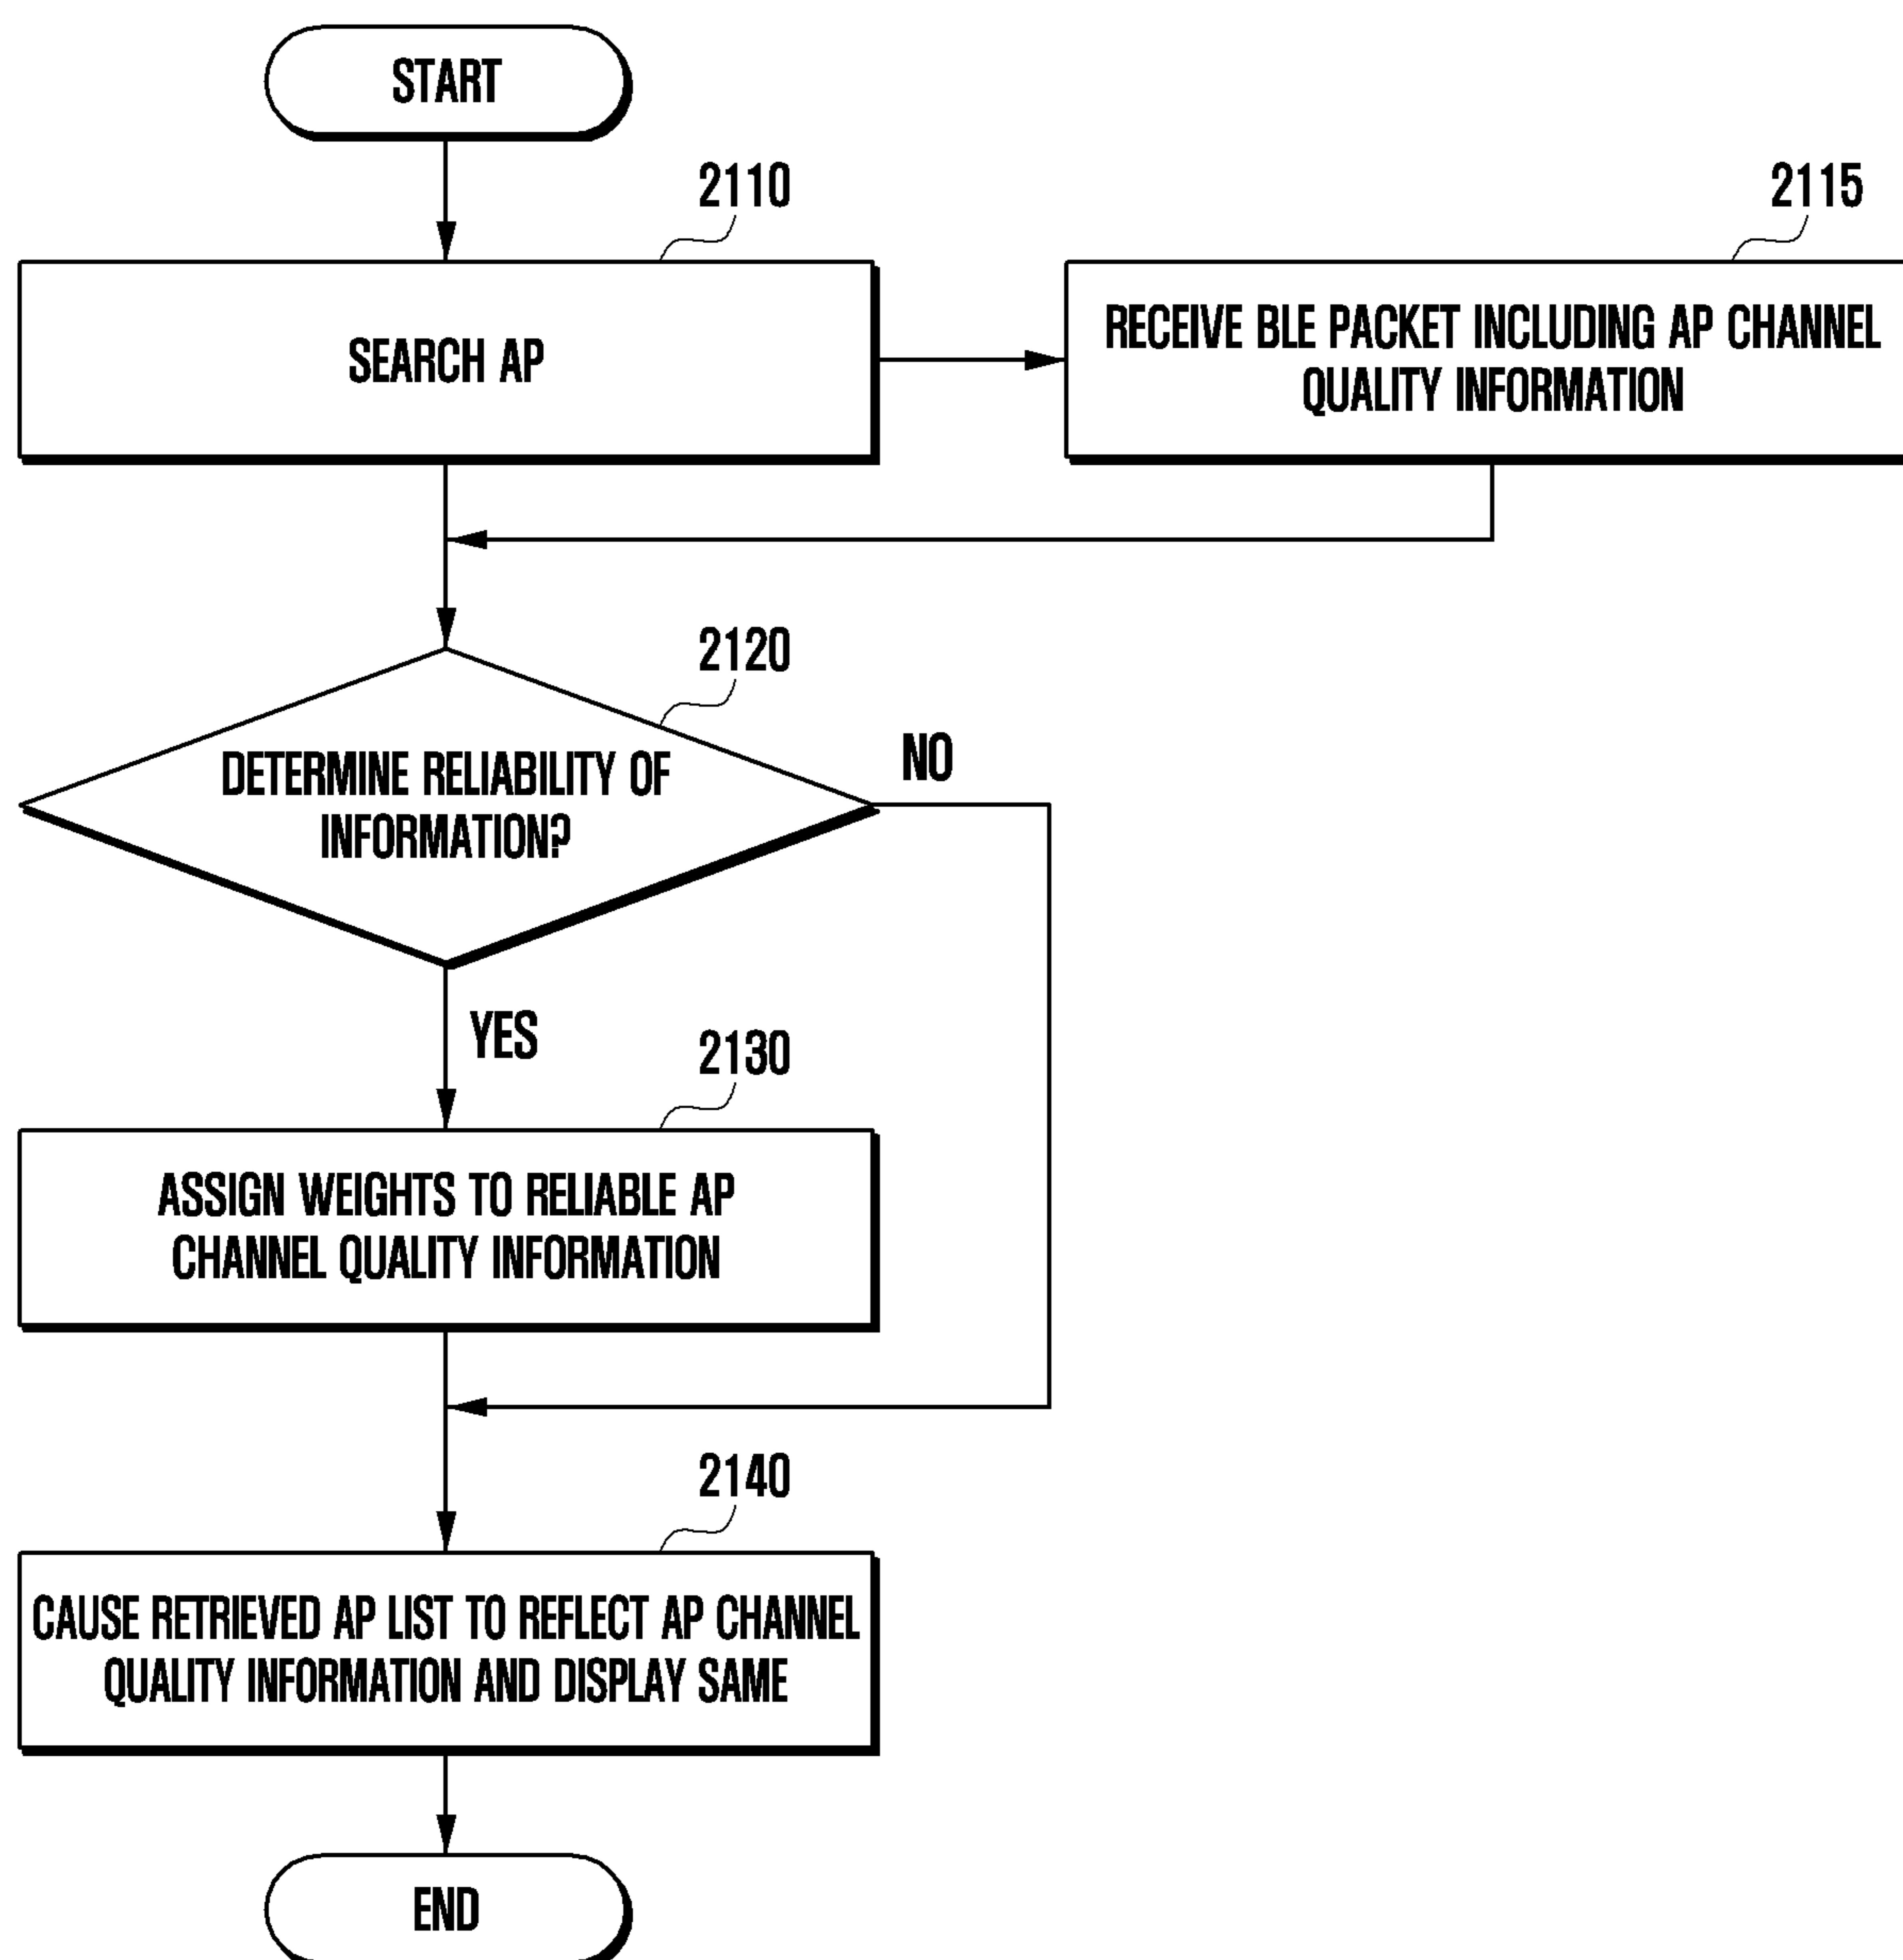 START
2110
2115
SEARCH AP
RECEIVE BLE PACKET INCLUDING AP CHANNEL
QUALITY INFORMATION
2120
DETERMINE RELIABILITY OF
INFORMATION?
NO
YES
2130
ASSIGN WEIGHTS TO RELIABLE AP
CHANNEL QUALITY INFORMATION
2140
CAUSE RETRIEVED AP LIST TO REFLECT AP CHANNEL
QUALITY INFORMATION AND DISPLAY SAME
END